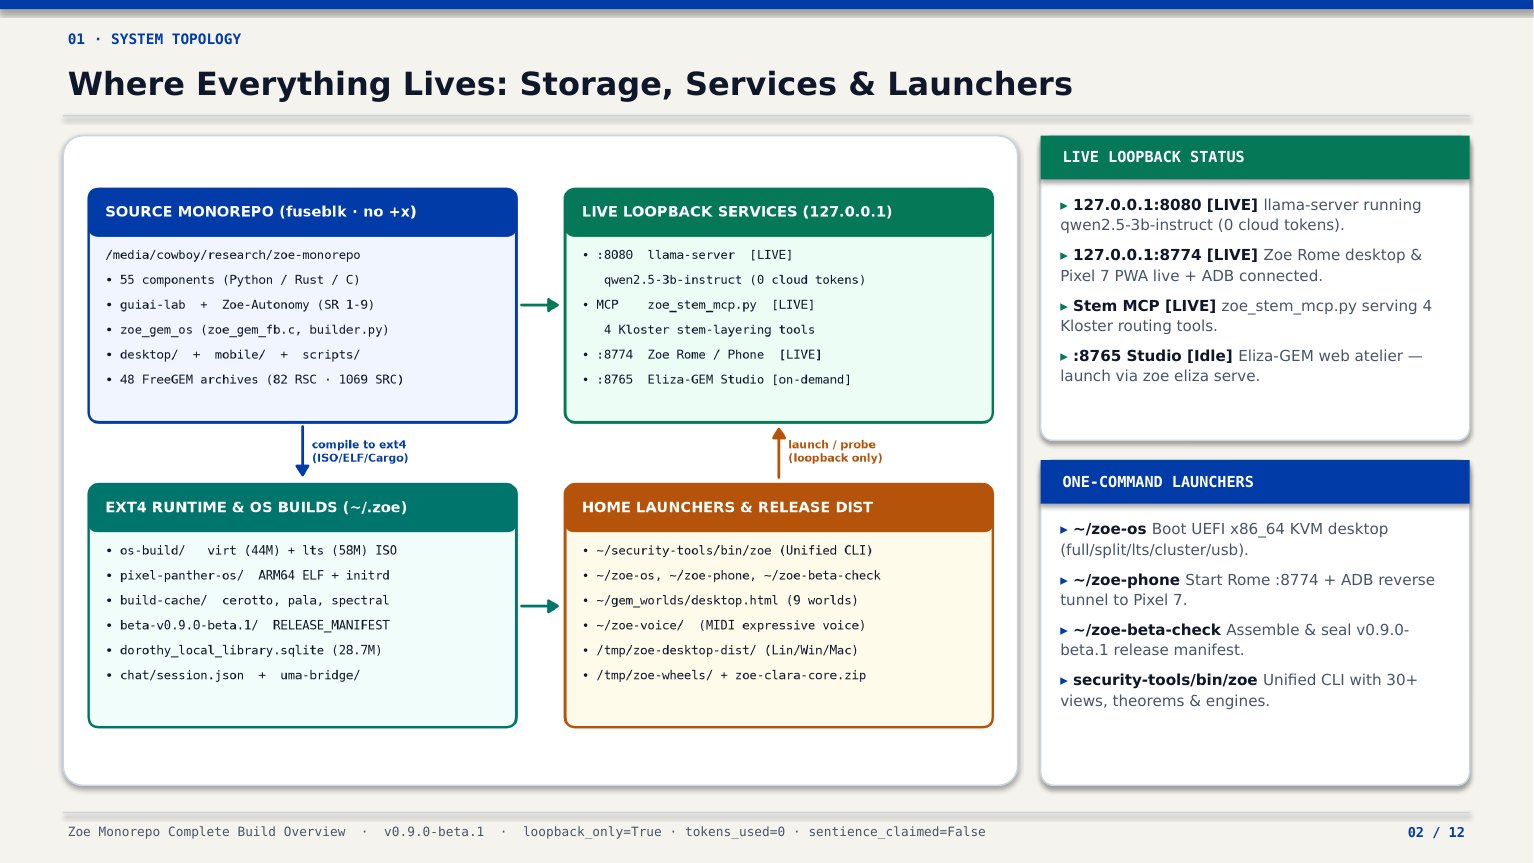 01 · SYSTEM TOPOLOGY
Where Everything Lives: Storage, Services & Launchers
SOURCE MONOREPO (fuseblk · no +x)
/media/cowboy/research/zoe-monorepo
• 55 components (Python / Rust / C)
• guiai-lab + Zoe-Autonomy (SR 1-9)
• zoe_gem_os (zoe_gem_fb.c, builder.py)
• desktop/ + mobile/ + scripts/
• 48 FreeGEM archives (82 RSC · 1069 SRC)
LIVE LOOPBACK SERVICES (127.0.0.1)
• :8080 llama-server [LIVE]
qwen2.5-3b-instruct (0 cloud tokens)
• MCP zoe_stem_mcp.py [LIVE]
4 Kloster stem-layering tools
• :8774 Zoe Rome / Phone [LIVE]
• :8765 Eliza-GEM Studio [on-demand]
compile to ext4
(ISO/ELF/Cargo)
launch / probe
(loopback only)
EXT4 RUNTIME & OS BUILDS (~/.zoe)
• os-build/ virt (44M) + lts (58M) ISO
• pixel-panther-os/ ARM64 ELF + initrd
• build-cache/ cerotto, pala, spectral
• beta-v0.9.0-beta.1/ RELEASE_MANIFEST
• dorothy_local_library.sqlite (28.7M)
• chat/session.json + uma-bridge/
HOME LAUNCHERS & RELEASE DIST
• ~/security-tools/bin/zoe (Unified CLI)
• ~/zoe-os, ~/zoe-phone, ~/zoe-beta-check
• ~/gem_worlds/desktop.html (9 worlds)
• ~/zoe-voice/ (MIDI expressive voice)
• /tmp/zoe-desktop-dist/ (Lin/Win/Mac)
• /tmp/zoe-wheels/ + zoe-clara-core.zip
LIVE LOOPBACK STATUS
▸ 127.0.0.1:8080 [LIVE] llama-server running
qwen2.5-3b-instruct (0 cloud tokens).
▸ 127.0.0.1:8774 [LIVE] Zoe Rome desktop &
Pixel 7 PWA live + ADB connected.
▸ Stem MCP [LIVE] zoe_stem_mcp.py serving 4
Kloster routing tools.
▸ :8765 Studio [Idle] Eliza-GEM web atelier —
launch via zoe eliza serve.
ONE-COMMAND LAUNCHERS
▸ ~/zoe-os Boot UEFI x86_64 KVM desktop
(full/split/lts/cluster/usb).
▸ ~/zoe-phone Start Rome :8774 + ADB reverse
tunnel to Pixel 7.
▸ ~/zoe-beta-check Assemble & seal v0.9.0-
beta.1 release manifest.
▸ security-tools/bin/zoe Unified CLI with 30+
views, theorems & engines.
Zoe Monorepo Complete Build Overview · v0.9.0-beta.1 · loopback_only=True · tokens_used=0 · sentience_claimed=False
02 / 12